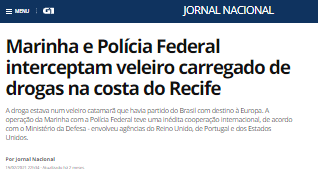 MENU G1 JORNAL NACIONAL
Marinha e Polícia Federal
interceptam veleiro carregado de
drogas na costa do Recife
A droga estava num veleiro catamarã que havia partido do Brasil com destino à Europa. A
operação da Marinha com a Polícia Federal teve uma inédita cooperação internacional, de acordo
com o Ministério da Defesa - envolveu agências do Reino Unido, de Portugal e dos Estados
Unidos.
Por Jornal Nacional